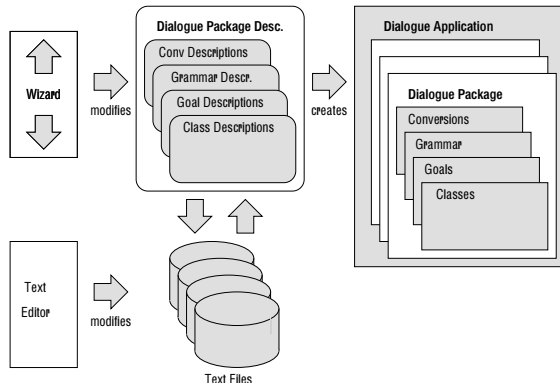 Wizard
modifies
Dialogue Package Desc.
Conv Descriptions
Grammar Descr.
Goal Descriptions
Class Descriptions
creates
Dialogue Application
Dialogue Package
Conversions
Grammar
Goals
Classes
Text
Editor
modifies
Text Files